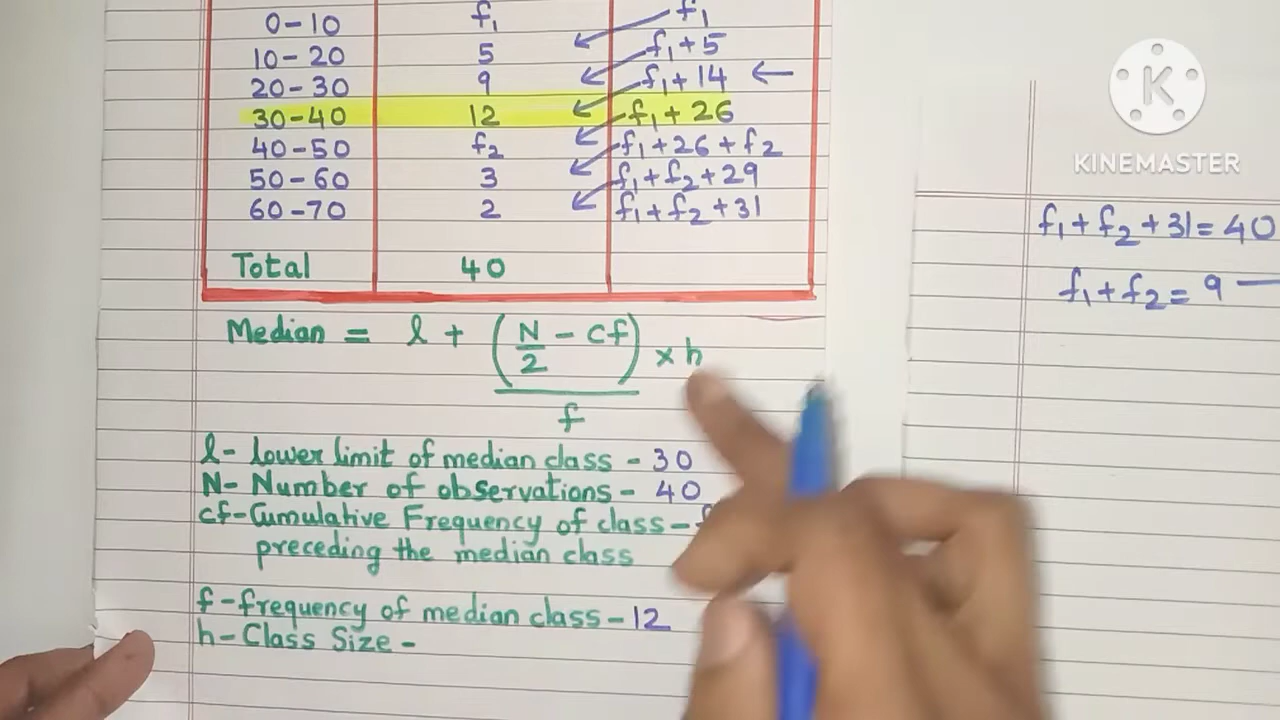 0-10 f₁ f₁
10-20 5 f₁+5
20-30 9 f₁+14 ←
30-40 12 f₁+26
40-50 f₂ f₁+26+f₂
50-60 3 f₁+f₂+29
60-70 2 f₁+f₂+31
Total 40
Median = l + (N/2 - cf)/f × h
l- lower limit of median class - 30
N- Number of observations - 40
cf-Cumulative Frequency of class-
preceding the median class
f-frequency of median class-12
h-Class Size-
f₁+f₂+31=40
f₁+f₂=9
K
KINEMASTER